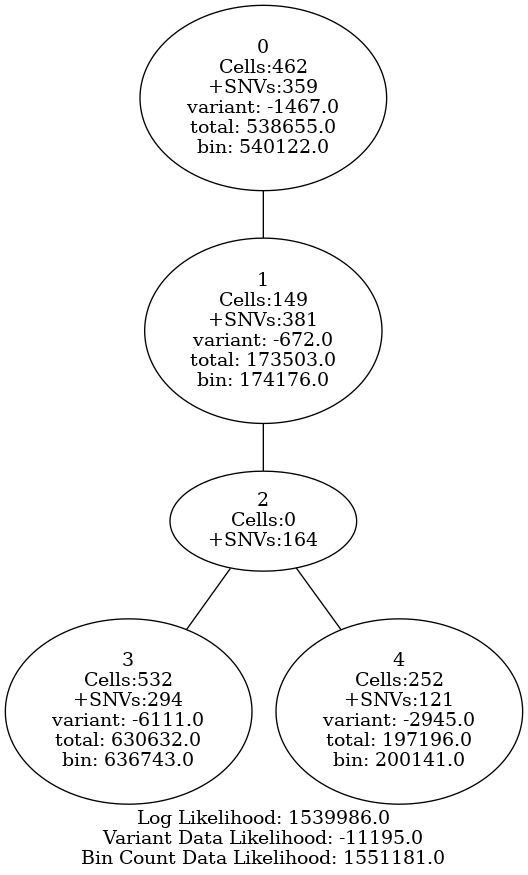 0
Cells:462
+SNVs:359
variant: -1467.0
total: 538655.0
bin: 540122.0
1
Cells:149
+SNVs:381
variant: -672.0
total: 173503.0
bin: 174176.0
2
Cells:0
+SNVs:164
3
Cells:532
+SNVs:294
variant: -6111.0
total: 630632.0
bin: 636743.0
4
Cells:252
+SNVs:121
variant: -2945.0
total: 197196.0
bin: 200141.0
Log Likelihood: 1539986.0
Variant Data Likelihood: -11195.0
Bin Count Data Likelihood: 1551181.0